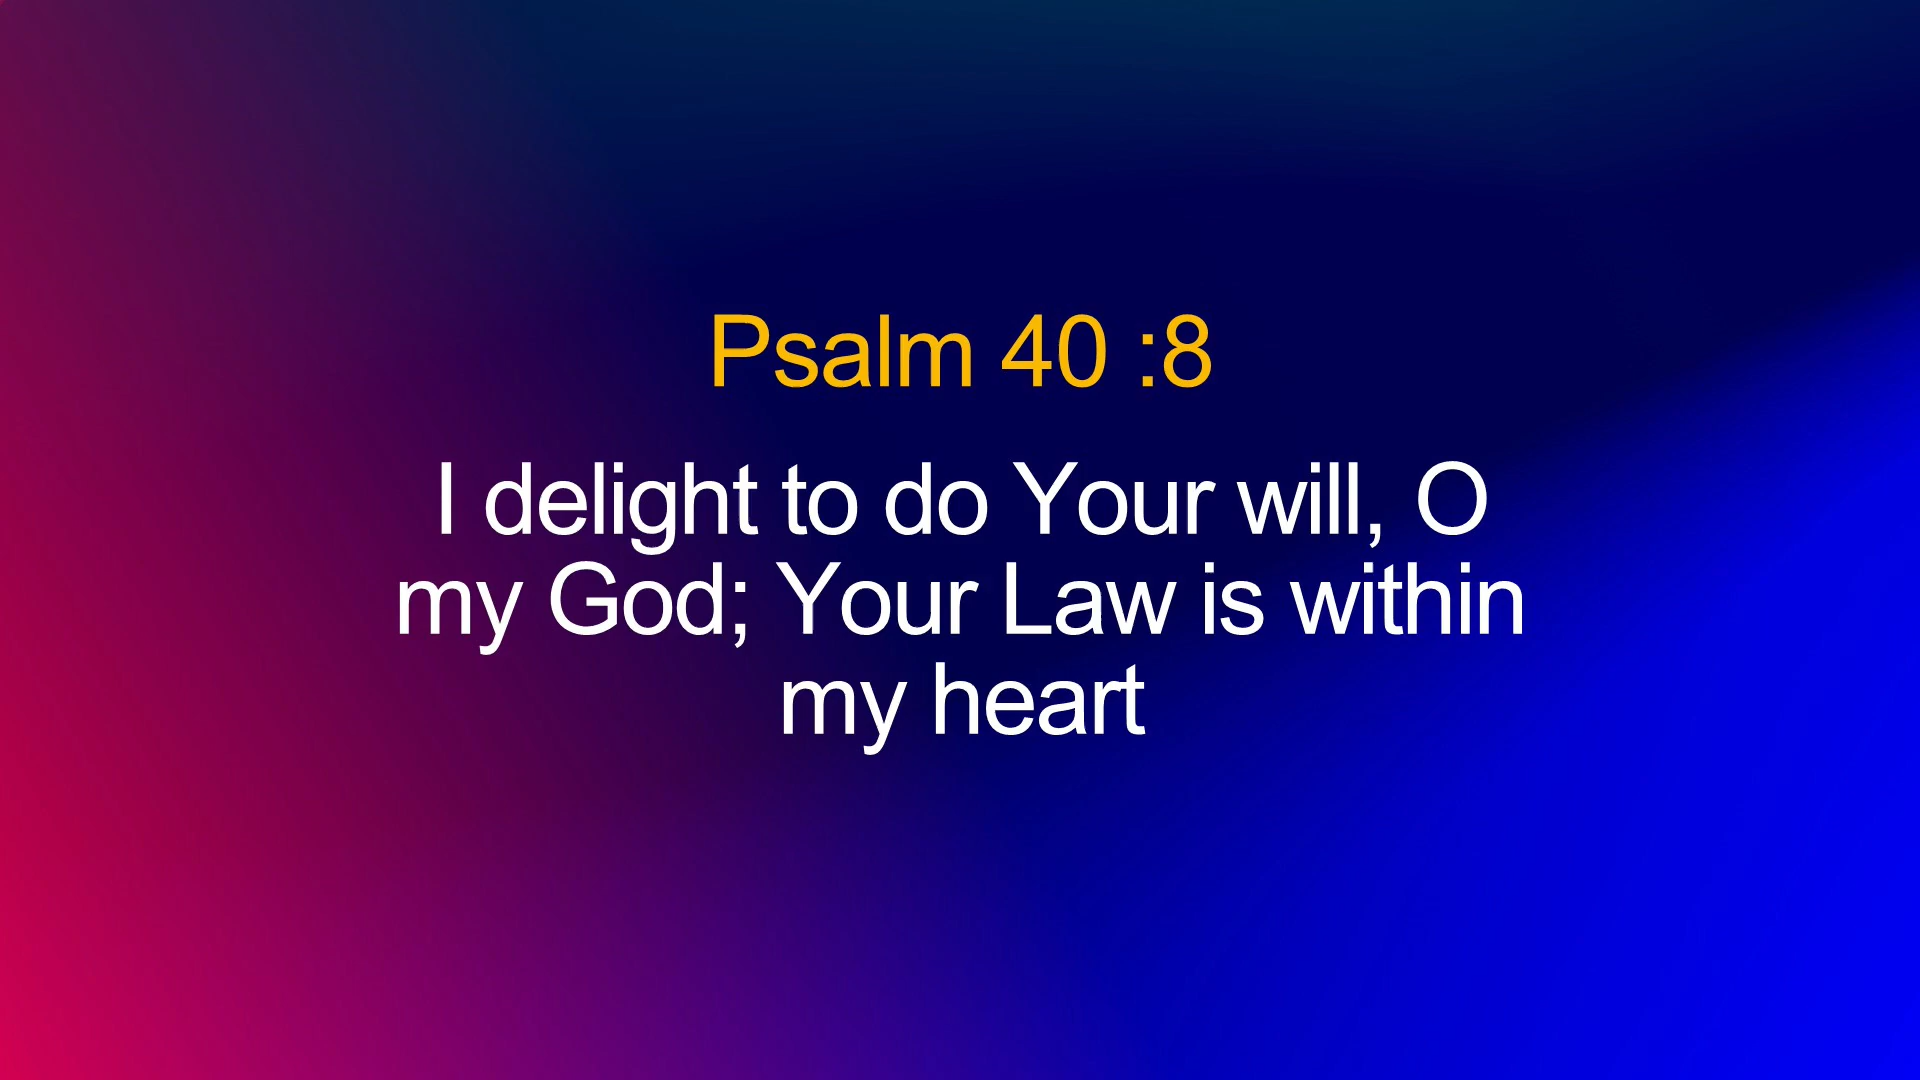 Psalm 40 :8
I delight to do Your will, O
my God; Your Law is within
my heart